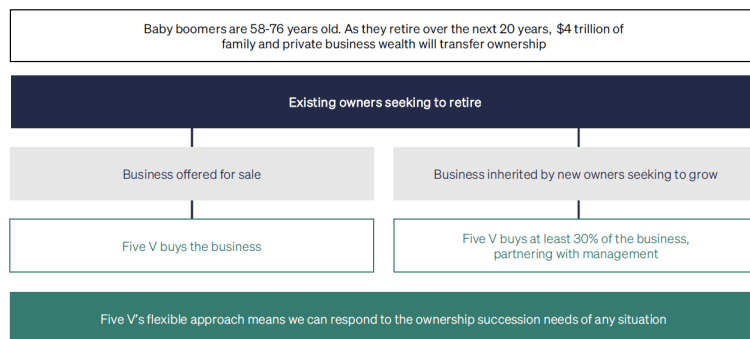 Baby boomers are 58-76 years old. As they retire over the next 20 years, $4 trillion of
family and private business wealth will transfer ownership
Existing owners seeking to retire
Business offered for sale
Business inherited by new owners seeking to grow
Five V buys the business
Five V buys at least 30% of the business,
partnering with management
Five V's flexible approach means we can respond to the ownership succession needs of any situation